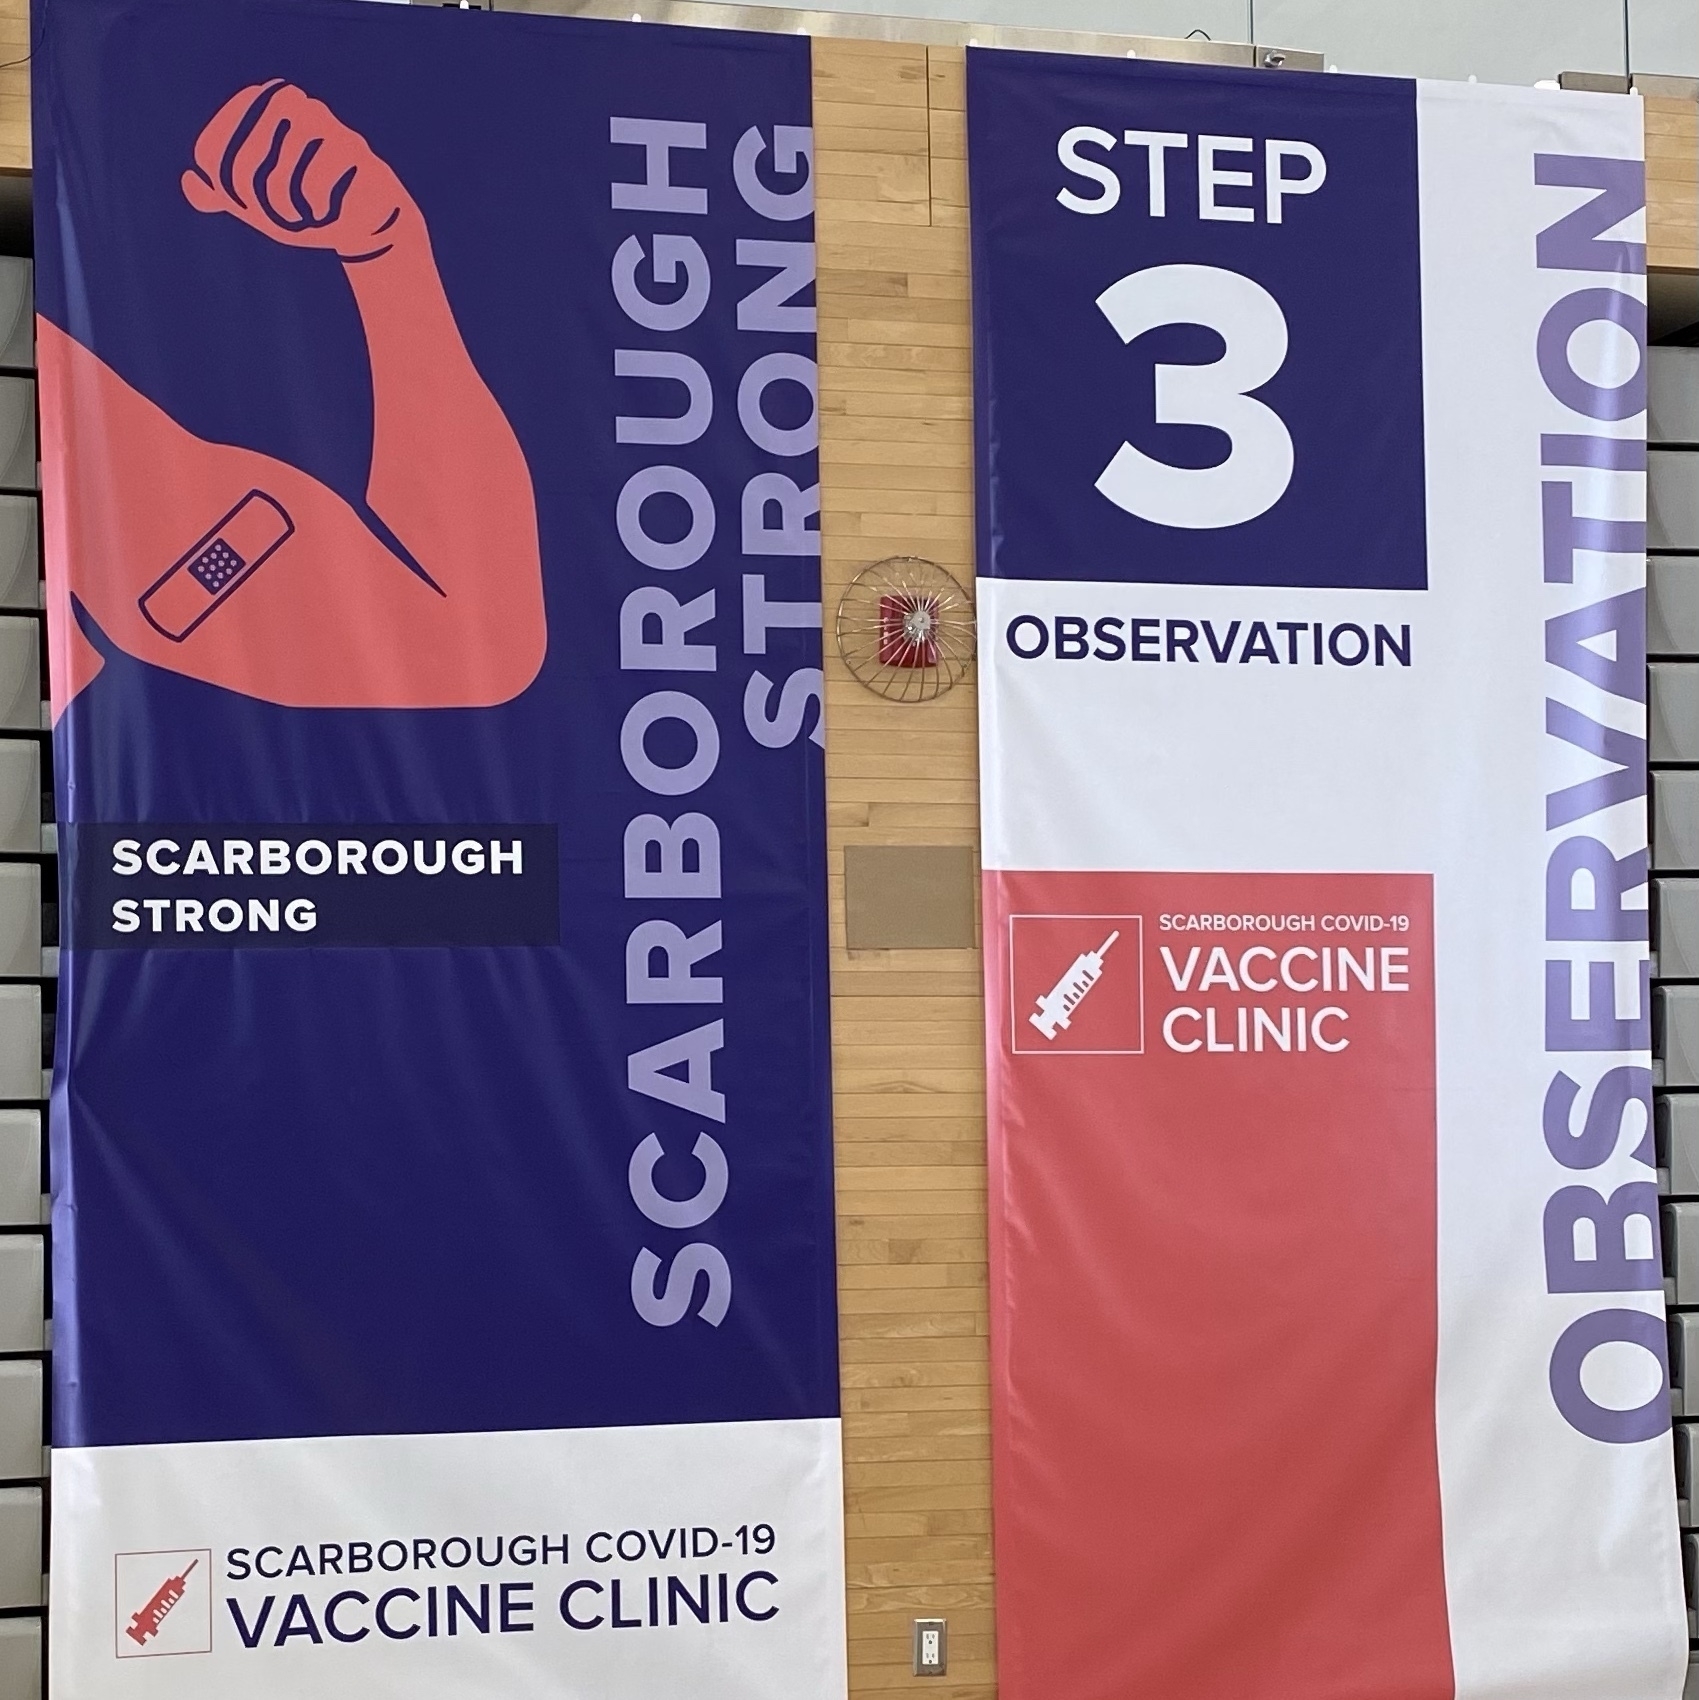 SCARBOROUGH
STRONG
SCARBOROUGH
STRONG
SCARBOROUGH COVID-19
VACCINE CLINIC
STEP
3
OBSERVATION
SCARBOROUGH COVID-19
VACCINE
CLINIC
OBSERVATION